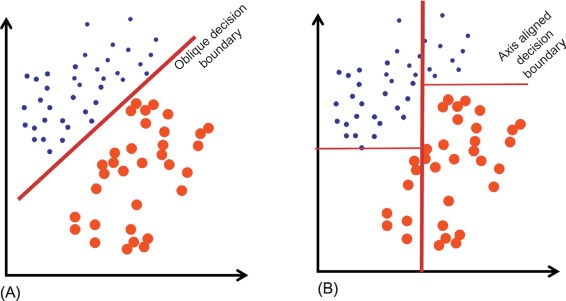 Oblique decision
boundary
(A)
Axis aligned
decision
boundary
(B)